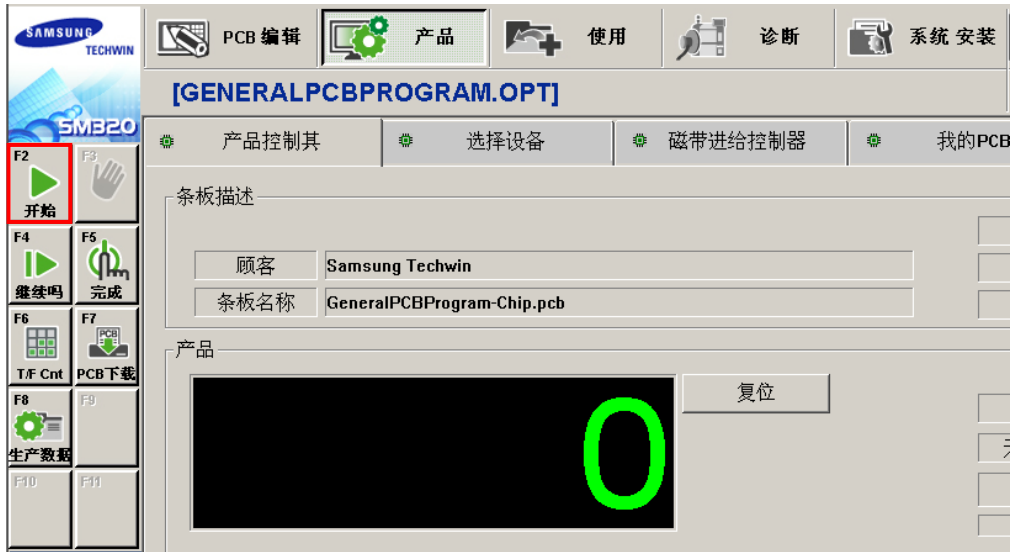 SAMSUNG
TECHWIN
SM320
PCB 编辑
产品
使用
诊断
系统 安装
[GENERALPCBPROGRAM.OPT]
产品控制其
选择设备
磁带进给控制器
我的PCB
F2
开始
F3
F4
继续吗
F5
完成
F6
T/F Cnt
F7
PCB
PCB下载
F8
生产数据
F9
F10
F11
条板描述
顾客
Samsung Techwin
条板名称
GeneralPCBProgram-Chip.pcb
产品
0
复位